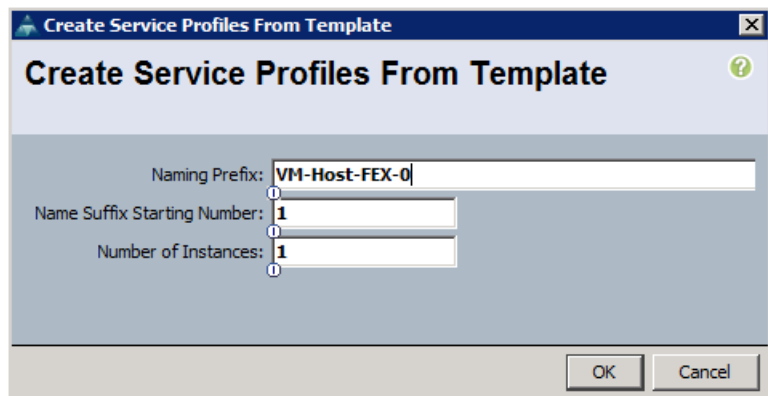 Create Service Profiles From Template
Create Service Profiles From Template
?
Naming Prefix: VM-Host-FEX-0
Name Suffix Starting Number: 1
Number of Instances: 1
OK Cancel